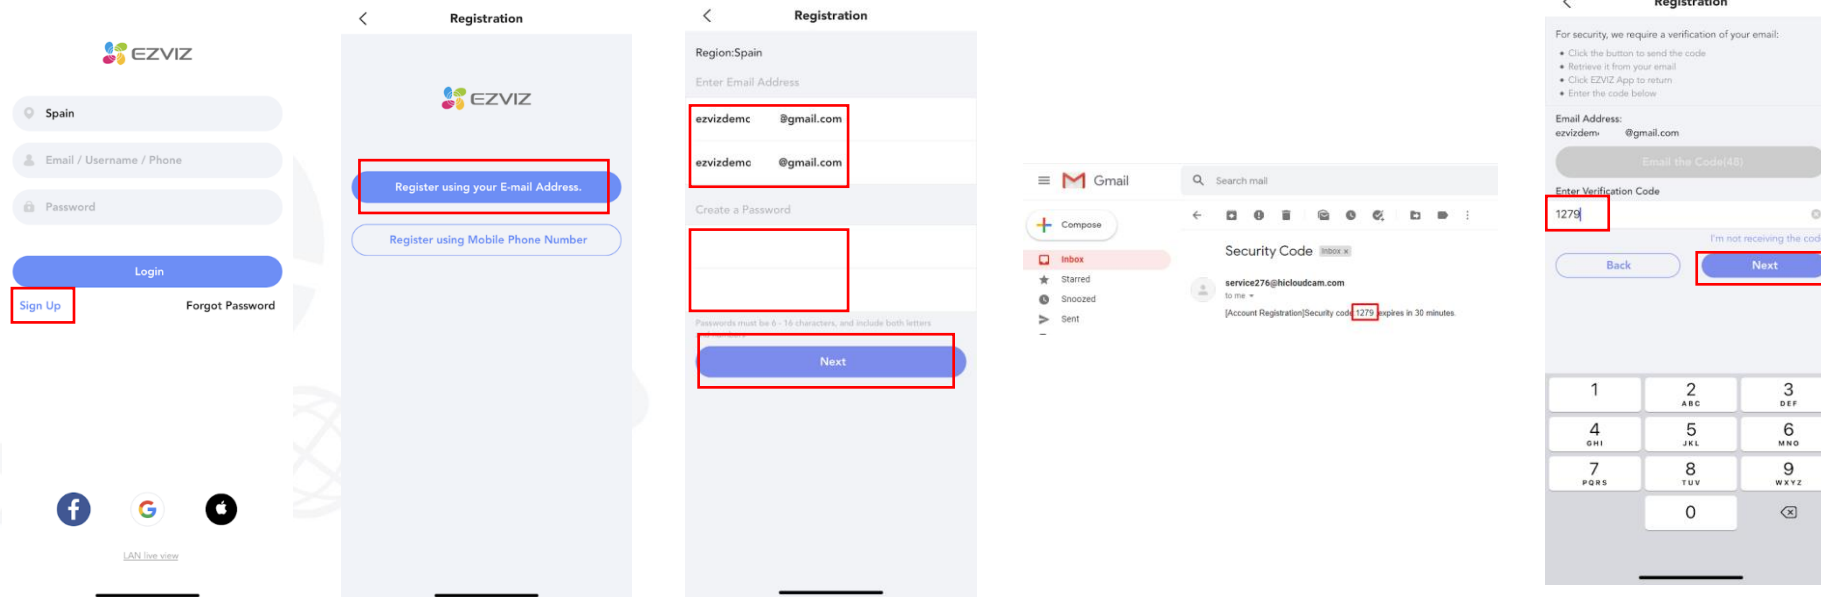 EZVIZ
Spain
Email / Username / Phone
Password
Login
Sign Up
Forgot Password
LAN live view
Registration
EZVIZ
Register using your E-mail Address.
Register using Mobile Phone Number
Registration
Region:Spain
Enter Email Address
ezvizdemo @gmail.com
ezvizdemo @gmail.com
Create a Password
Passwords must be 6 - 16 characters, and include both letters
and numbers
Next
Gmail
Search mail
Compose
Inbox
Starred
Snoozed
Sent
Security Code Inbox x
service276@hicloudcam.com
to me
[Account Registration]Security code 1279 expires in 30 minutes.
Registration
For security, we require a verification of your email:
• Click the button to send the code
• Retrieve it from your email
• Click EZVIZ App to return
• Enter the code below
Email Address:
ezvizdem @gmail.com
Email the Code(48)
Enter Verification Code
1279
I'm not receiving the cod
Back
Next
1
2
ABC
3
DEF
4
GHI
5
JKL
6
MNO
7
PQRS
8
TUV
9
WXYZ
0